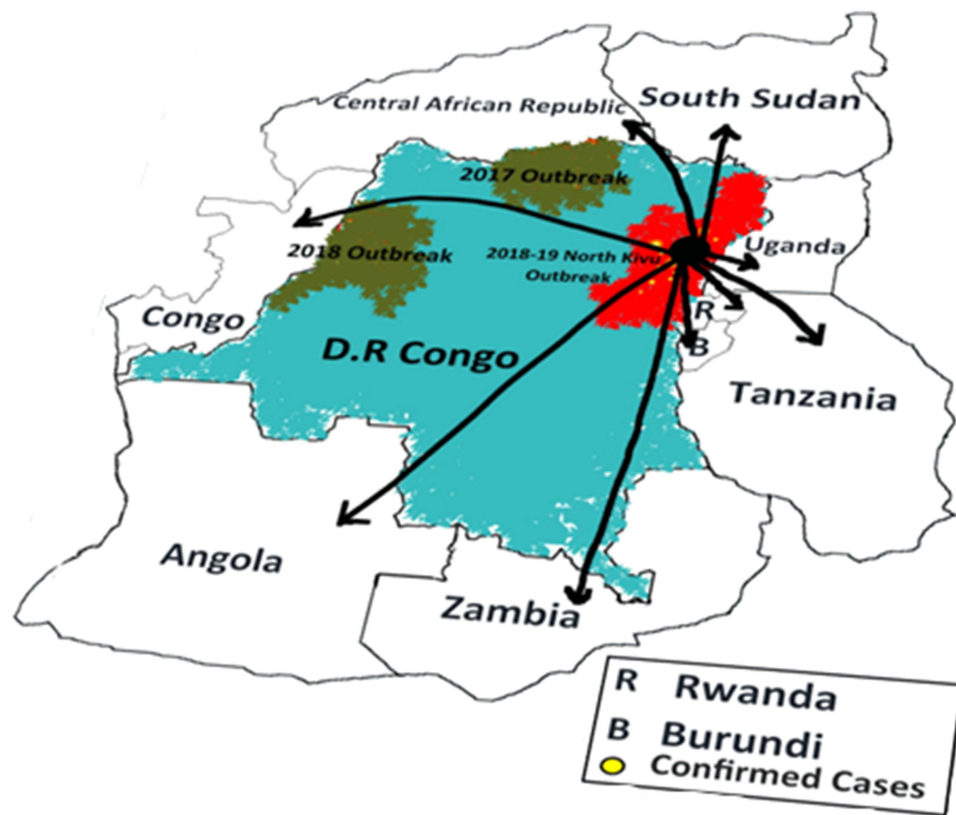 South Sudan
Central African Republic
2017 Outbreak
Uganda
2018 Outbreak
2018-19 North Kivu
Outbreak
R
Congo
B
D.R Congo
Tanzania
Angola
Zambia
R Rwanda
B Burundi
Confirmed Cases